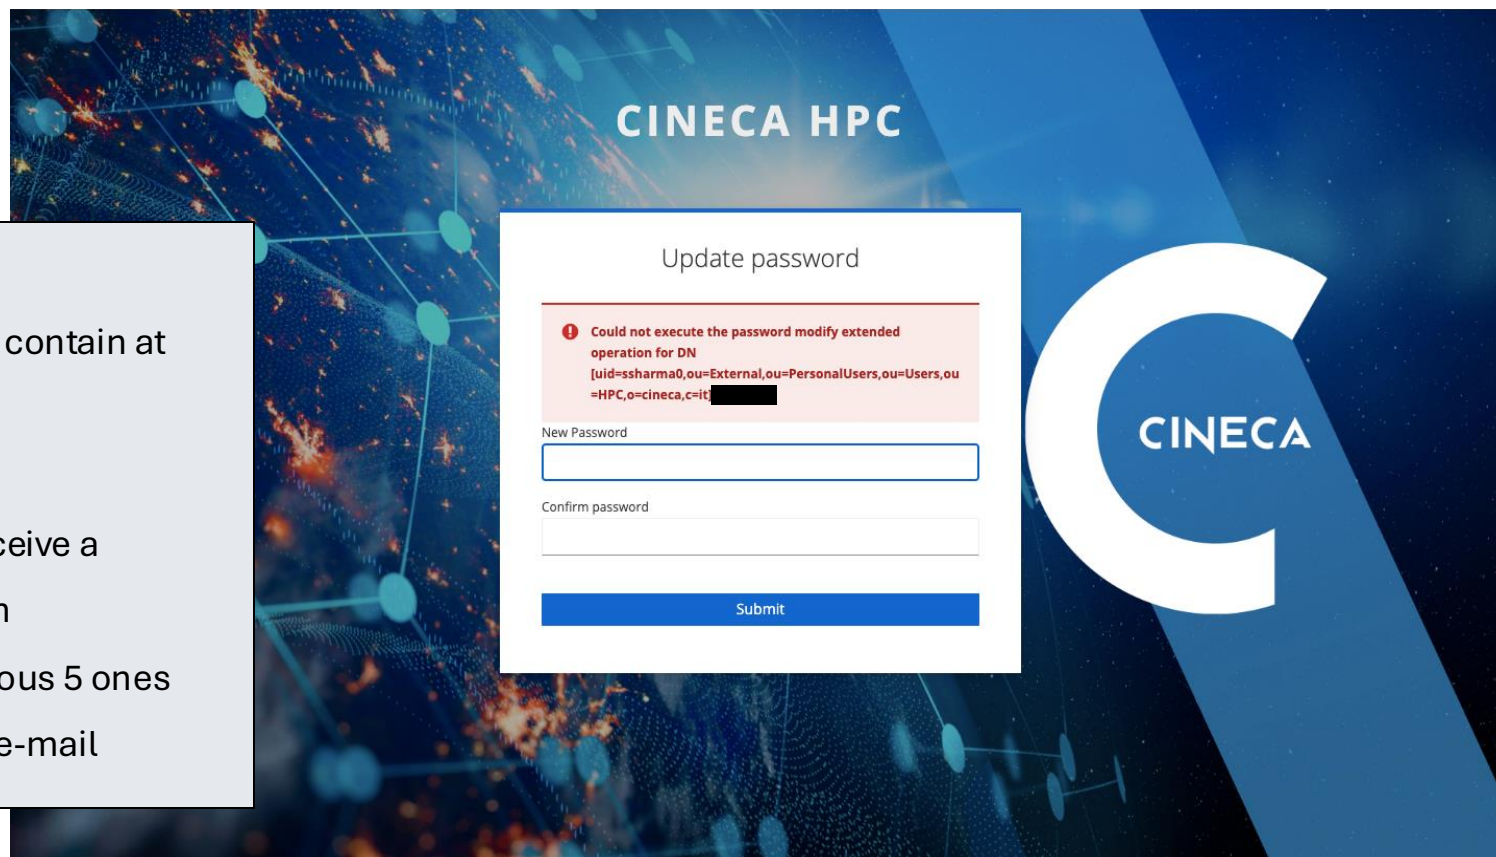 CINECA HPC
contain at
ceive a
ous 5 ones
e-mail
Update password
Could not execute the password modify extended
operation for DN
[uid=ssharma0,ou=External,ou=PersonalUsers,ou=Users,ou
=HPC,o=cineca,c=it]
New Password
Confirm password
Submit
CINECA